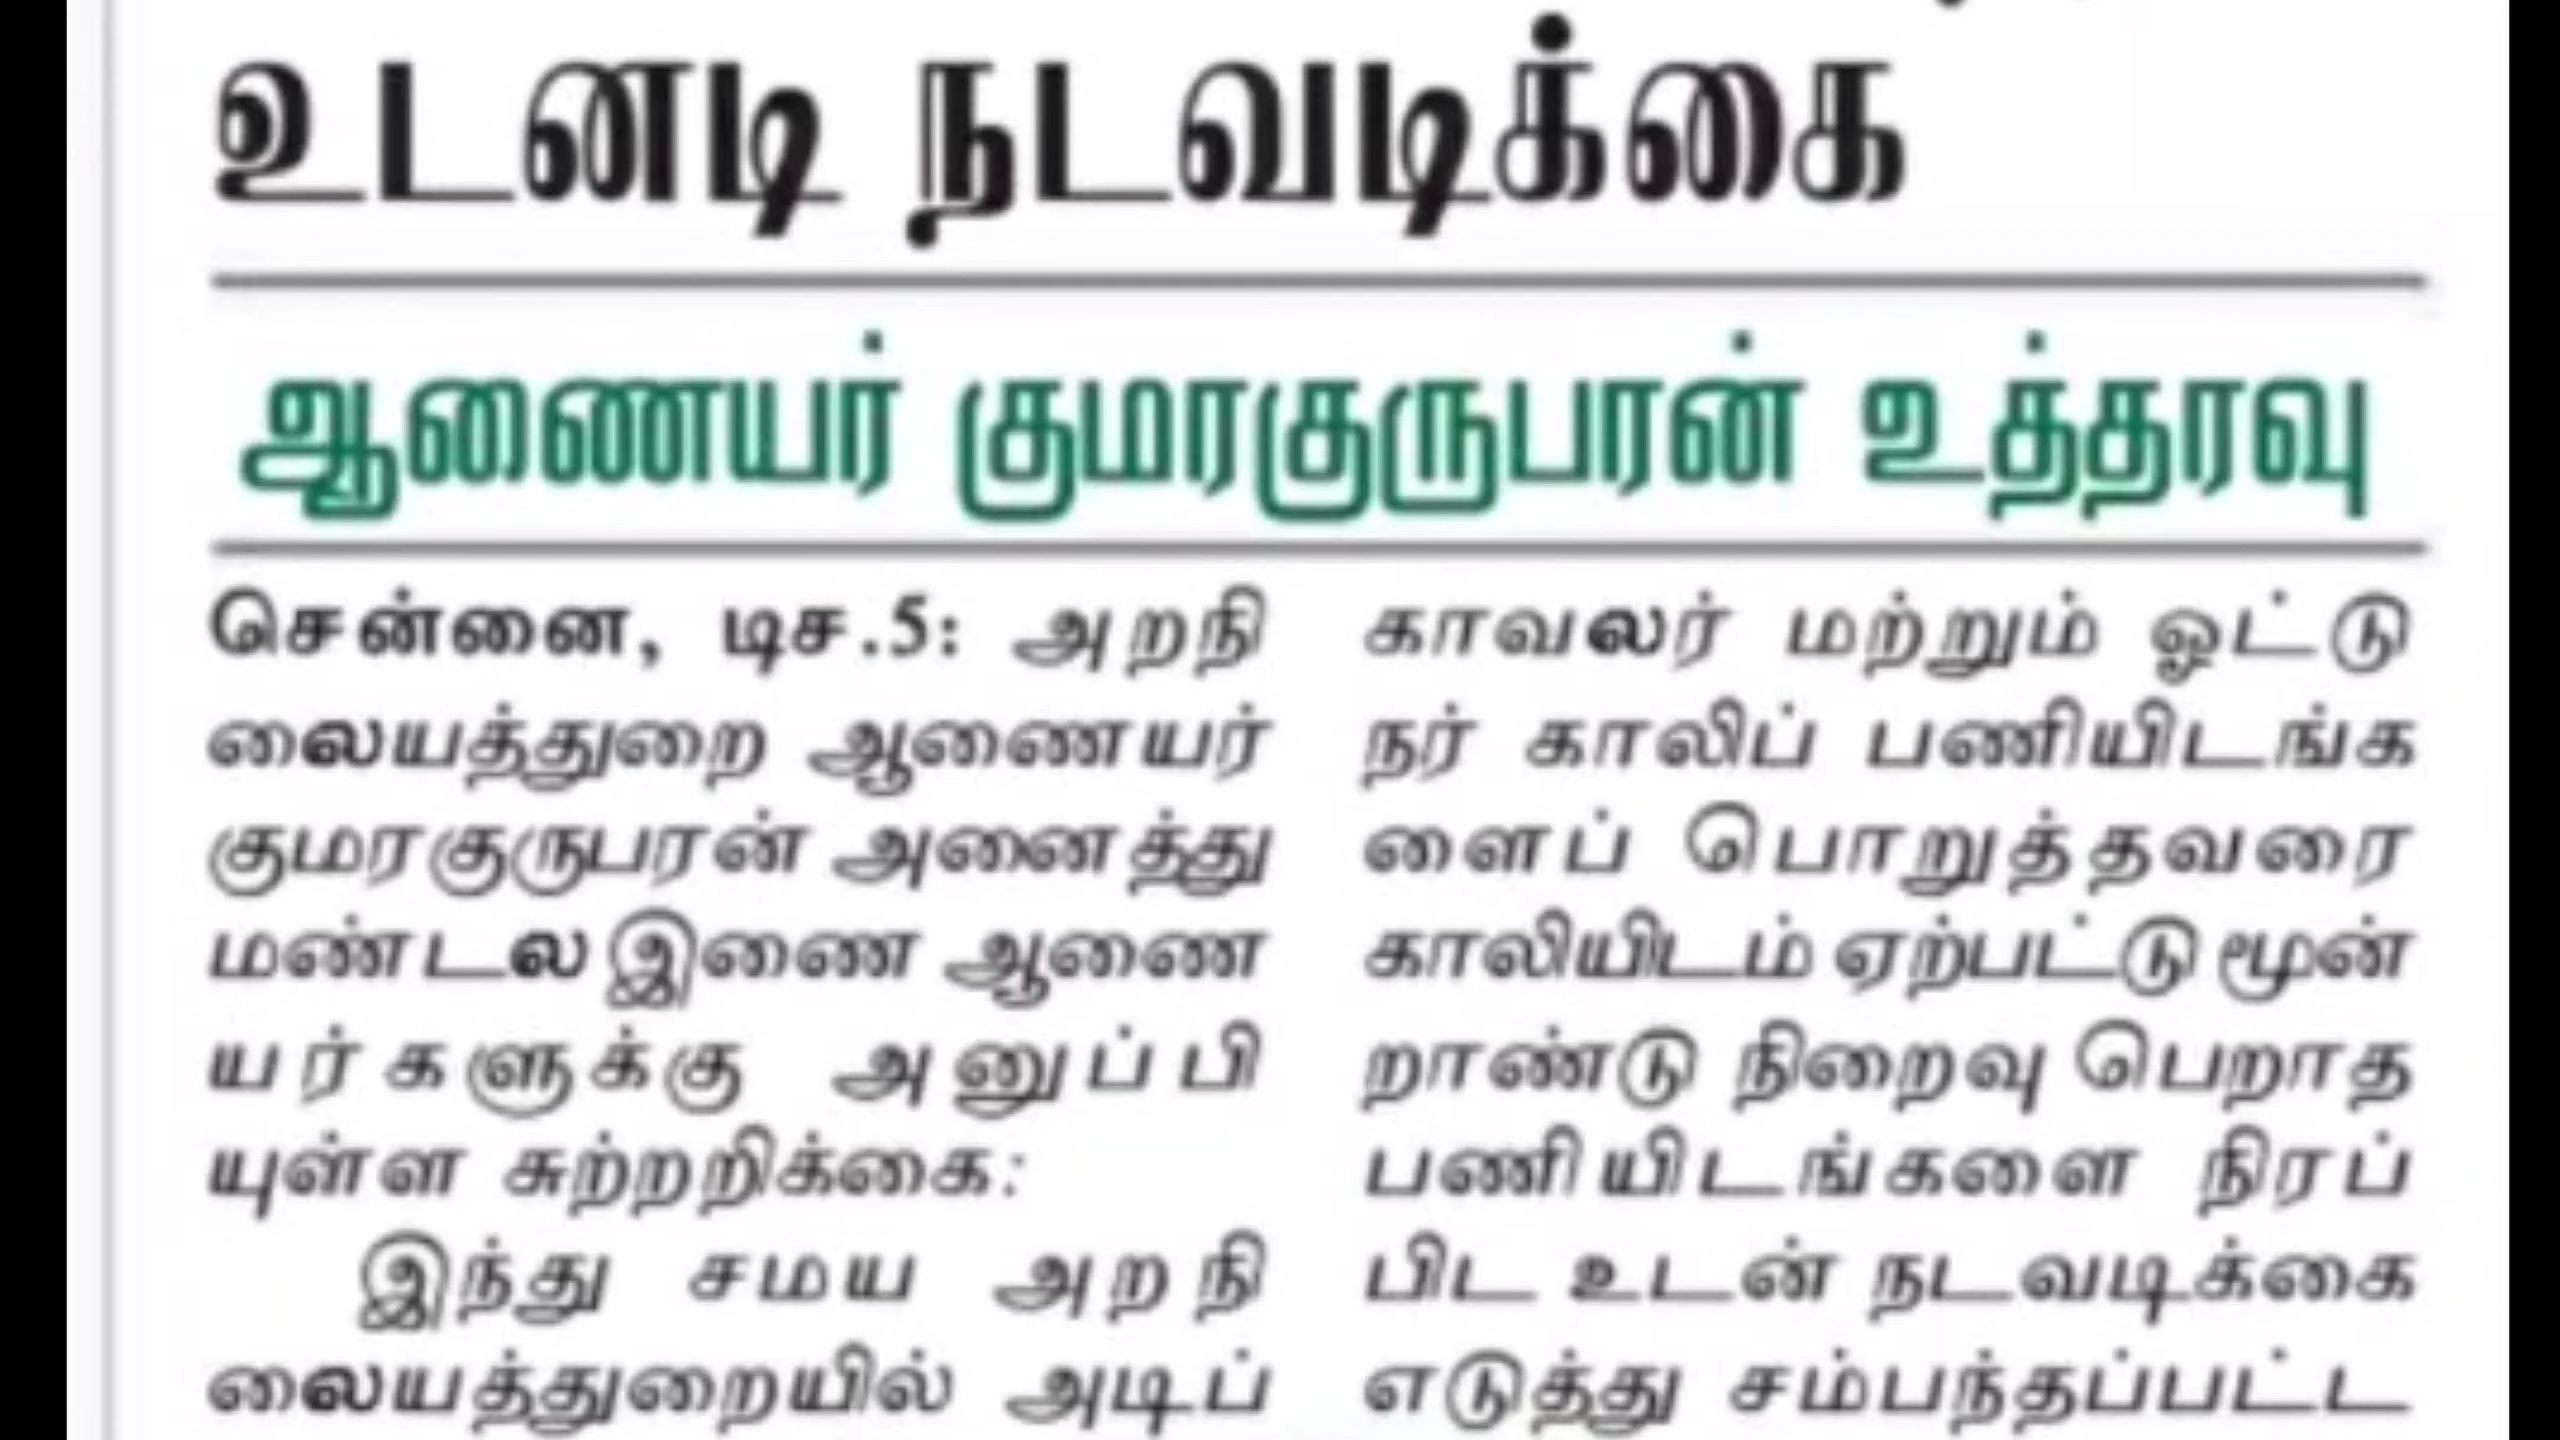 உடனடி நடவடிக்கை
ஆணையர் குமரகுருபரன் உத்தரவு
சென்னை, டிச.5: அறநி
லையத்துறை ஆணையர்
குமரகுருபரன் அனைத்து
மண்டல இணை ஆணை
யர்களுக்கு அனுப்பி
யுள்ள சுற்றறிக்கை:
இந்து சமய அறநி
லையத்துறையில் அடிப்
காவலர் மற்றும் ஓட்டு
நர் காலிப் பணியிடங்க
ளைப் பொறுத்தவரை
காலியிடம் ஏற்பட்டு மூன்
றாண்டு நிறைவு பெறாத
பணியிடங்களை நிரப்
பிட உடன் நடவடிக்கை
எடுத்து சம்பந்தப்பட்ட